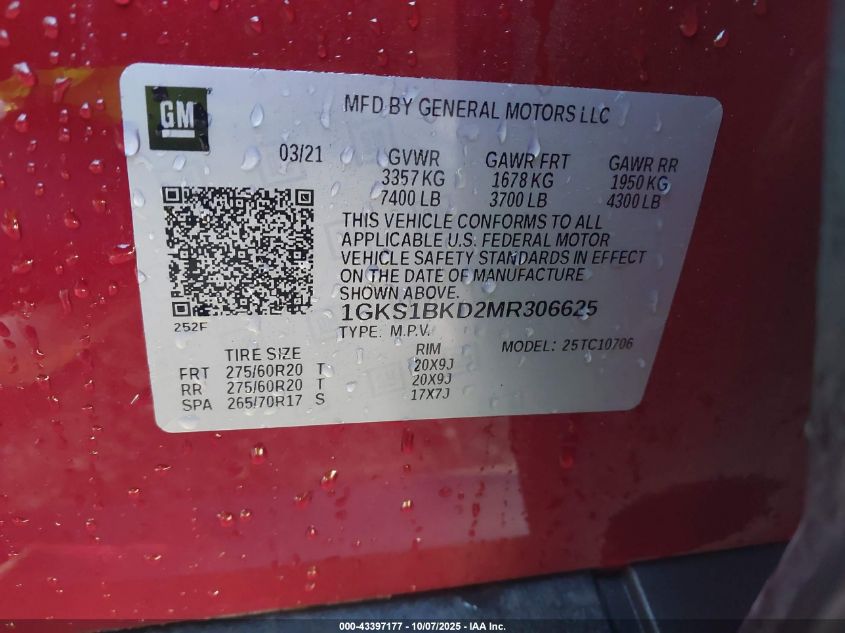 GM
MFD BY GENERAL MOTORS LLC
03/21 GVWR GAWR FRT GAWR RR
3357 KG 1678 KG 1950 KG
7400 LB 3700 LB 4300 LB
THIS VEHICLE CONFORMS TO ALL
APPLICABLE U.S. FEDERAL MOTOR
VEHICLE SAFETY STANDARDS IN EFFECT
ON THE DATE OF MANUFACTURE
SHOWN ABOVE.
1GKS1BKD2MR306625
252F
TYPE: M.P.V. MODEL: 25TC10706
TIRE SIZE RIM
FRT 275/60R20 T 20X9J
RR 275/60R20 T 20X9J
SPA 265/70R17 S 17X7J
000-43397177 - 10/07/2025 - IAA Inc.